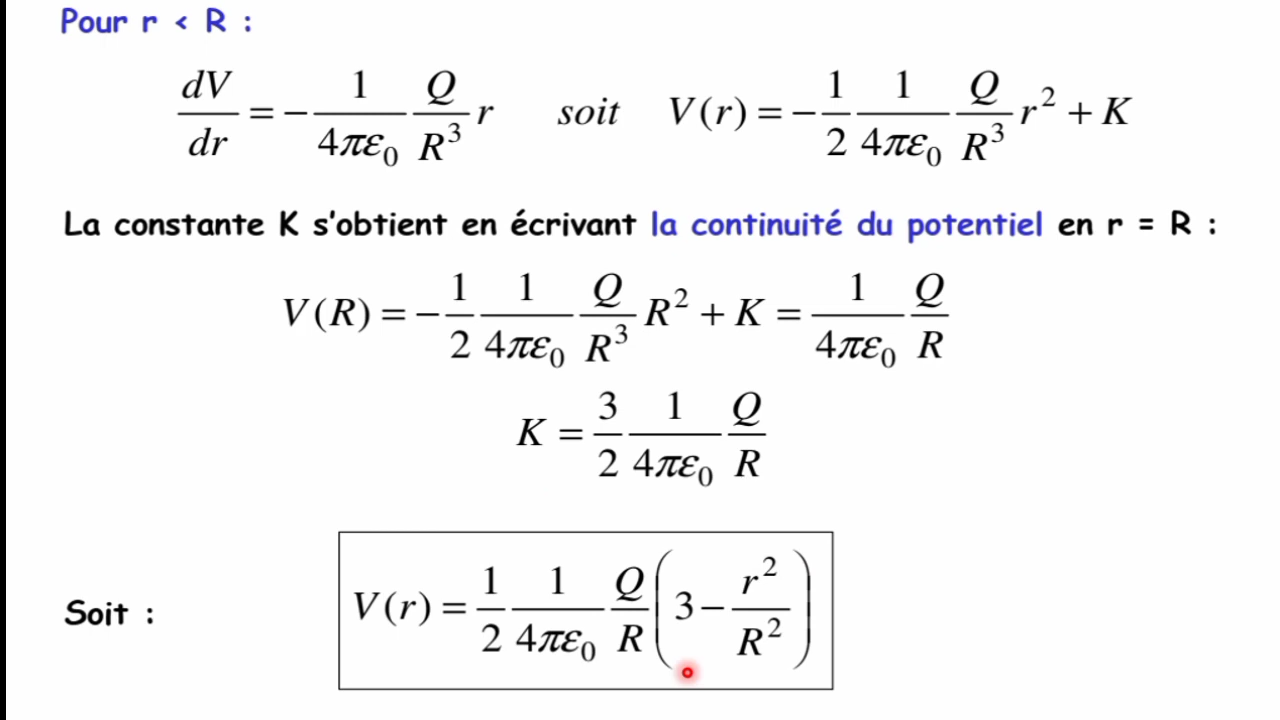 Pour r < R :
dV/dr = − 1/(4πε₀) Q/R³ r soit V(r) = − 1/2 1/(4πε₀) Q/R³ r² + K
La constante K s'obtient en écrivant la continuité du potentiel en r = R :
V(R) = − 1/2 1/(4πε₀) Q/R³ R² + K = 1/(4πε₀) Q/R
K = 3/2 1/(4πε₀) Q/R
Soit : V(r) = 1/2 1/(4πε₀) Q/R (3 − r²/R²)